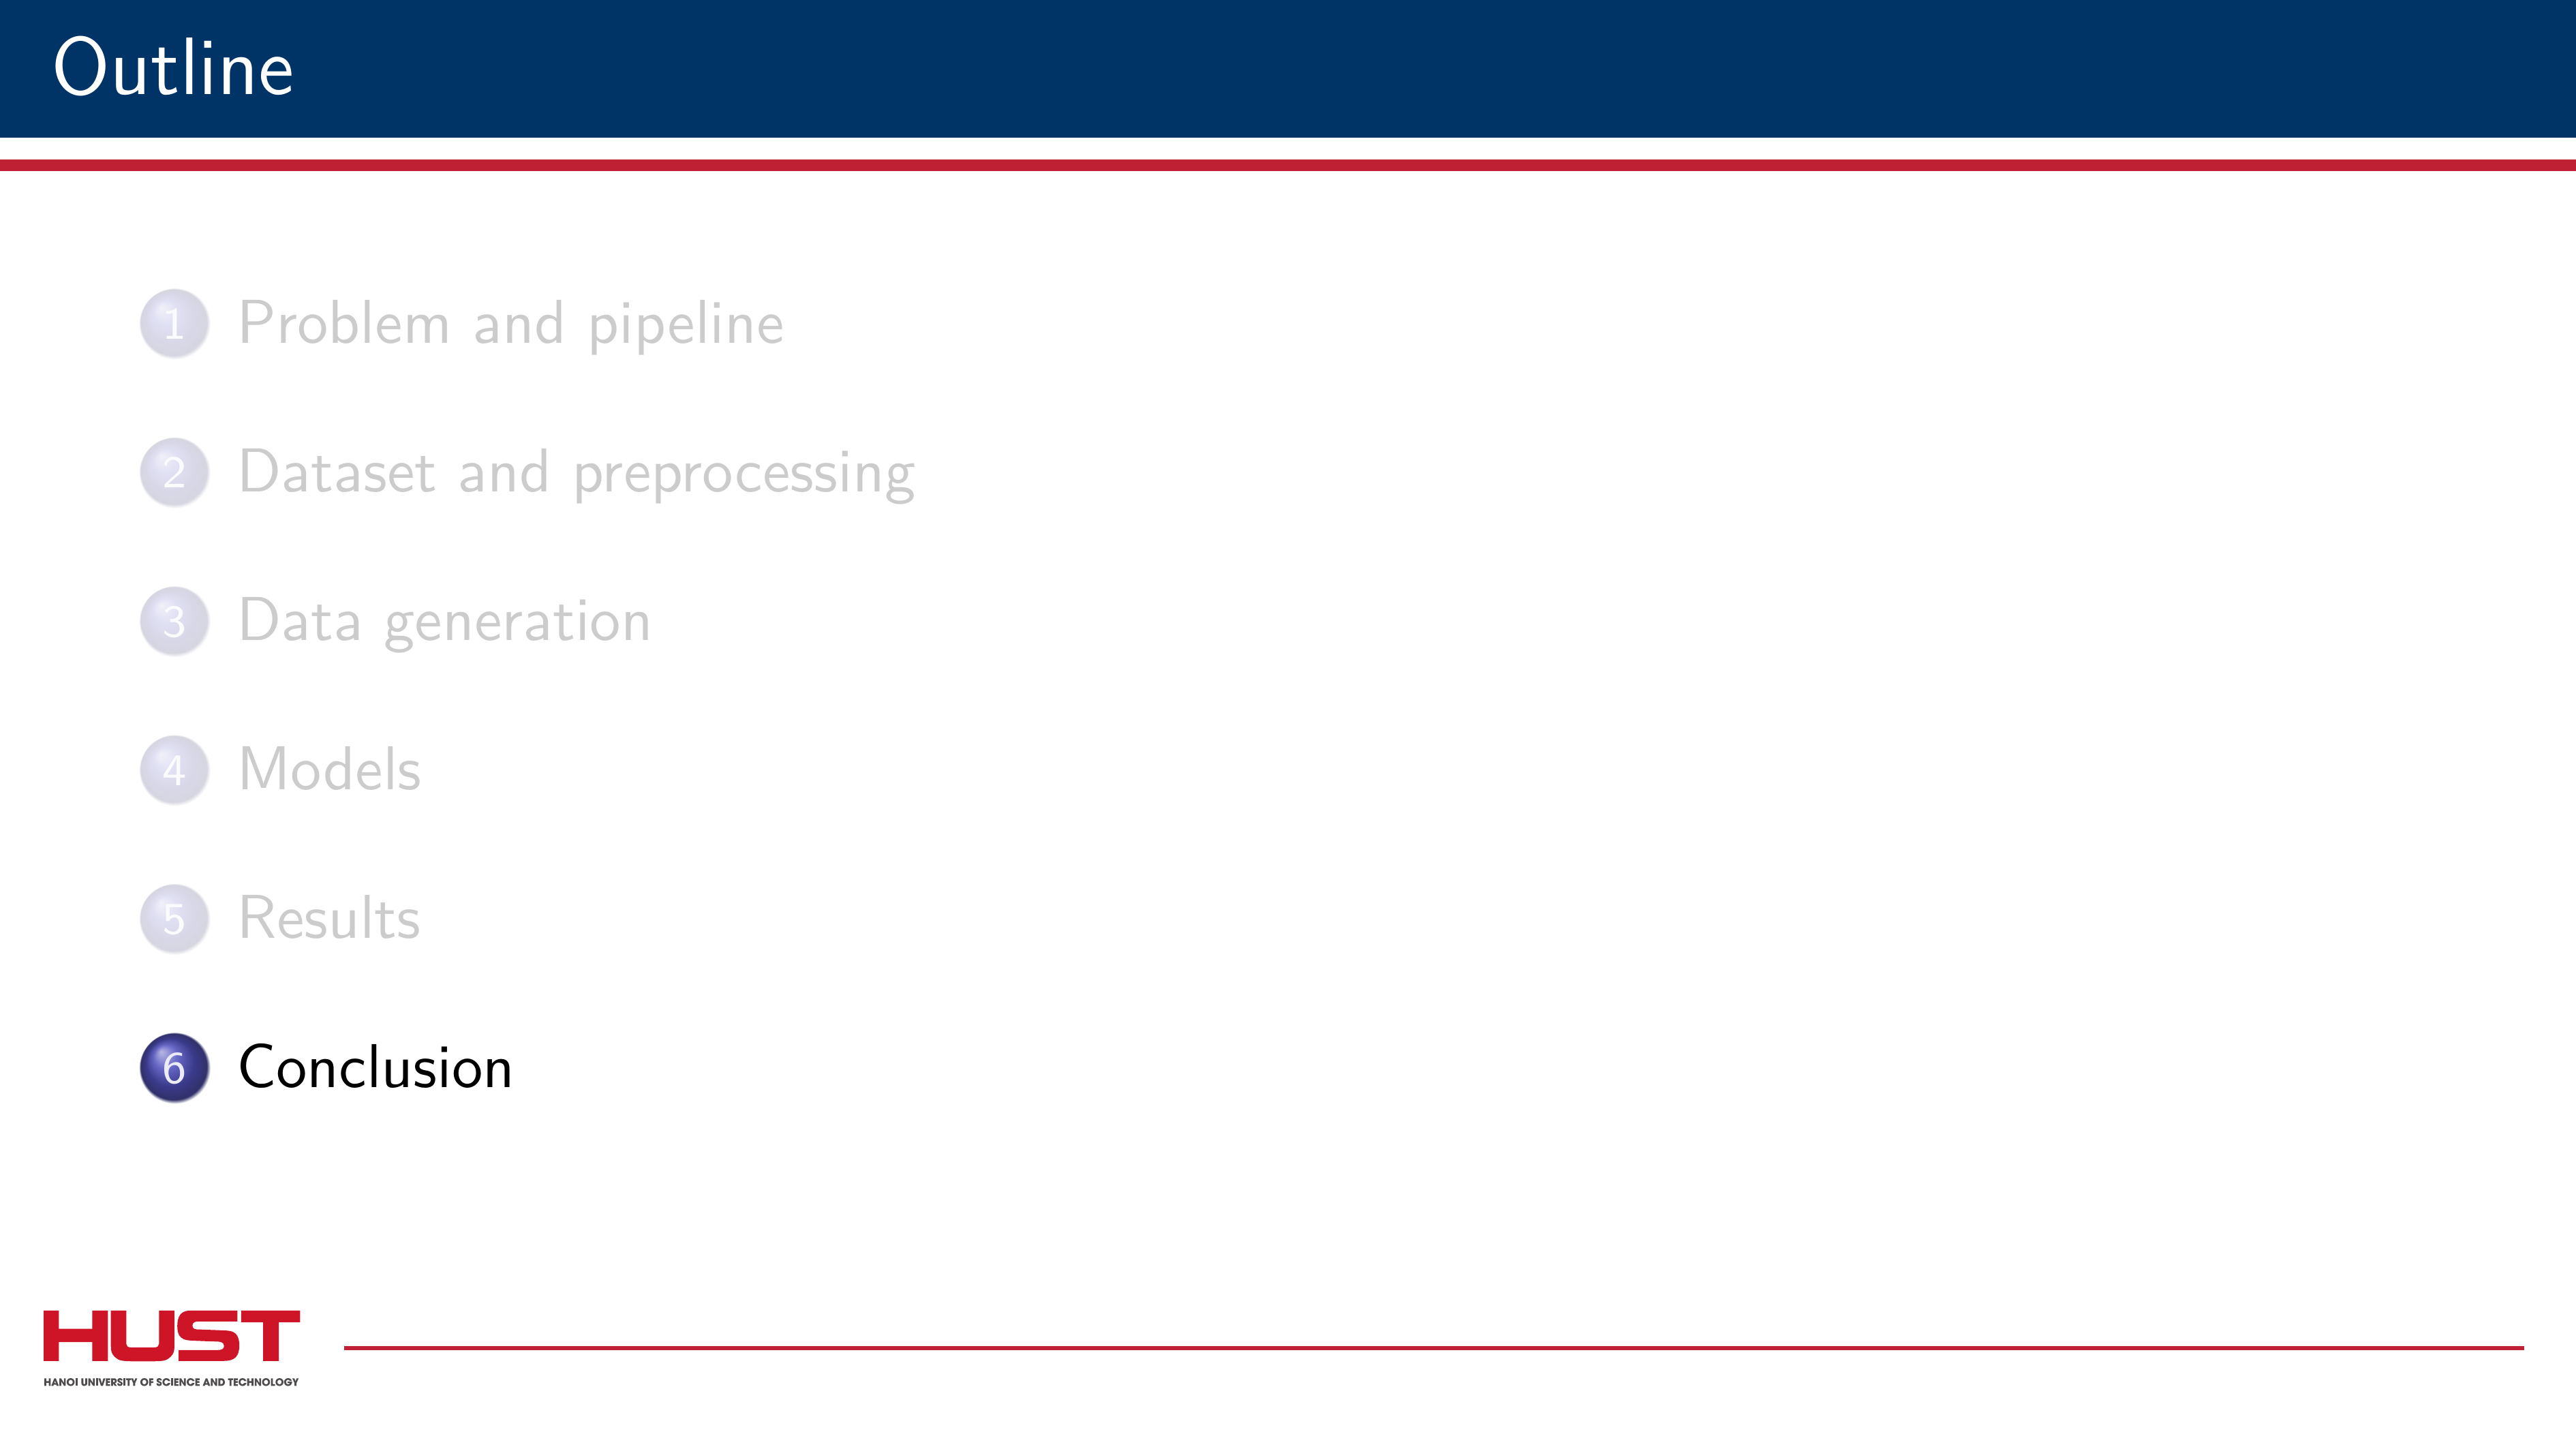 Outline
1 Problem and pipeline
2 Dataset and preprocessing
3 Data generation
4 Models
5 Results
6 Conclusion
HUST
HANOI UNIVERSITY OF SCIENCE AND TECHNOLOGY